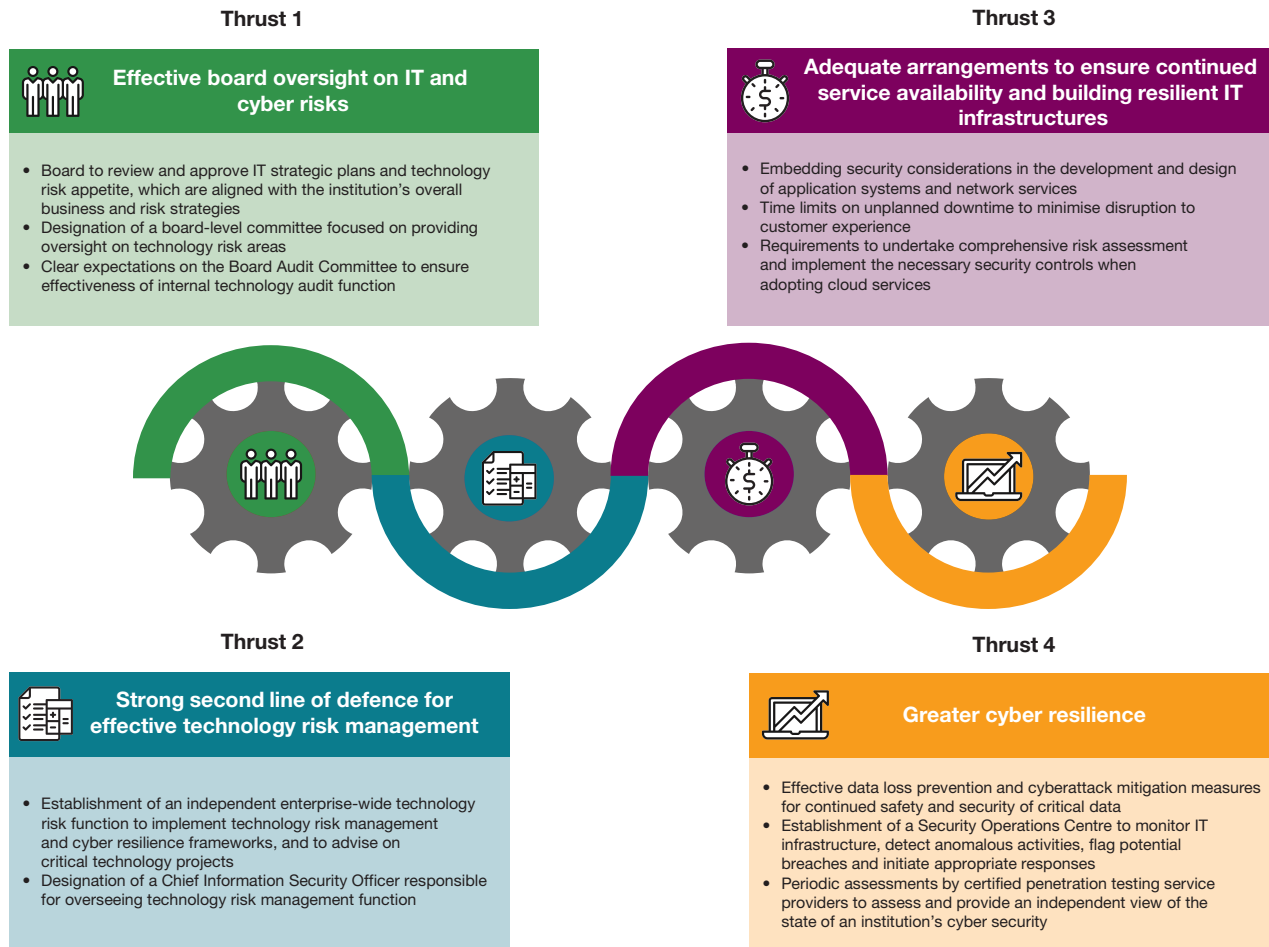 Thrust 1
Effective board oversight on IT and
cyber risks
• Board to review and approve IT strategic plans and technology
risk appetite, which are aligned with the institution's overall
business and risk strategies
• Designation of a board-level committee focused on providing
oversight on technology risk areas
• Clear expectations on the Board Audit Committee to ensure
effectiveness of internal technology audit function
Thrust 3
Adequate arrangements to ensure continued
service availability and building resilient IT
infrastructures
• Embedding security considerations in the development and design
of application systems and network services
• Time limits on unplanned downtime to minimise disruption to
customer experience
• Requirements to undertake comprehensive risk assessment
and implement the necessary security controls when
adopting cloud services
Thrust 2
Strong second line of defence for
effective technology risk management
• Establishment of an independent enterprise-wide technology
risk function to implement technology risk management
and cyber resilience frameworks, and to advise on
critical technology projects
• Designation of a Chief Information Security Officer responsible
for overseeing technology risk management function
Thrust 4
Greater cyber resilience
• Effective data loss prevention and cyberattack mitigation measures
for continued safety and security of critical data
• Establishment of a Security Operations Centre to monitor IT
infrastructure, detect anomalous activities, flag potential
breaches and initiate appropriate responses
• Periodic assessments by certified penetration testing service
providers to assess and provide an independent view of the
state of an institution's cyber security